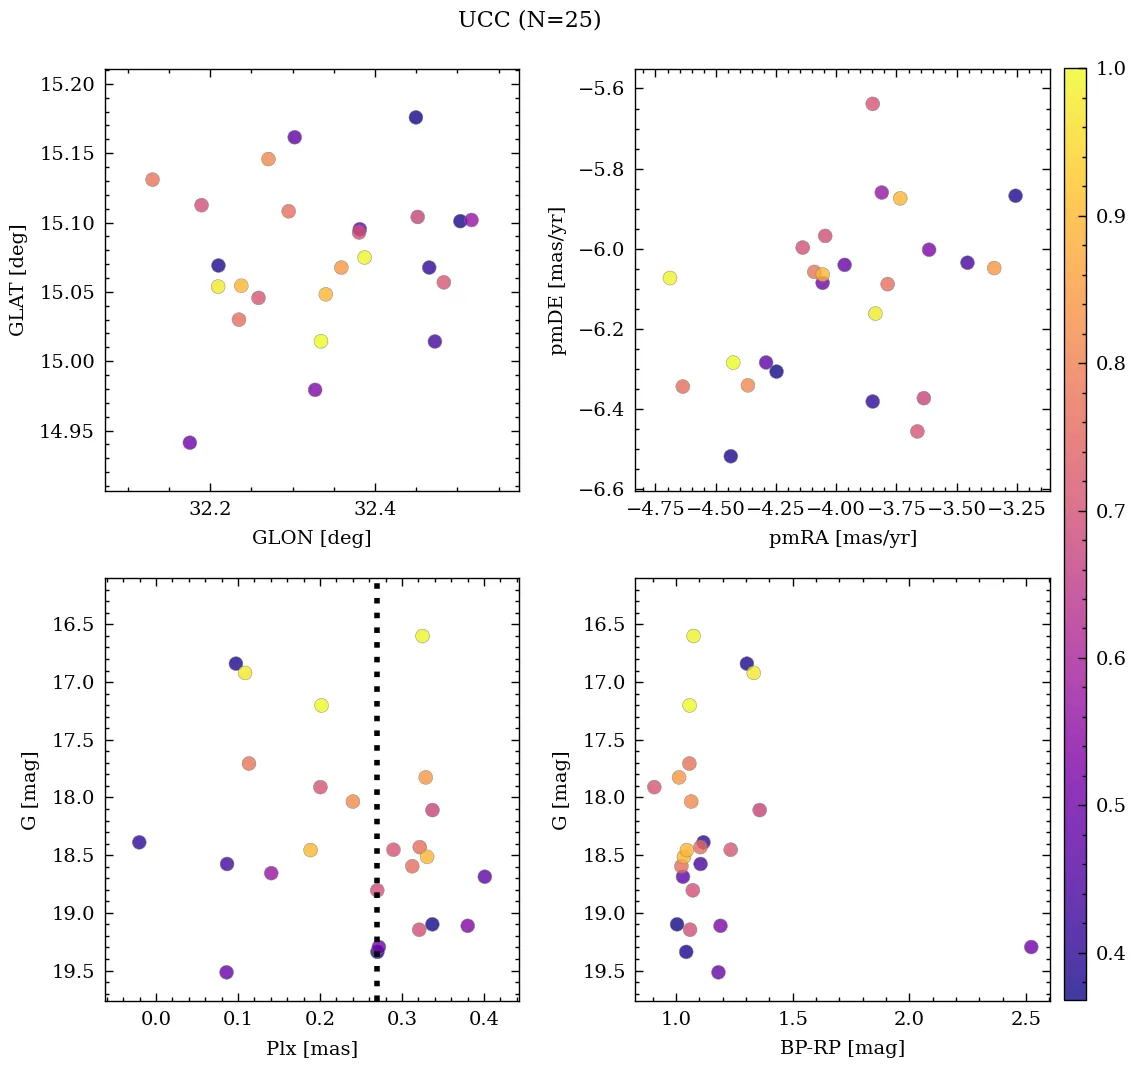 UCC (N=25)
15.20
15.15
15.10
15.05
15.00
14.95
GLAT [deg]
32.2 32.4
GLON [deg]
−5.6
−5.8
−6.0
−6.2
−6.4
−6.6
pmDE [mas/yr]
−4.75 −4.50 −4.25 −4.00 −3.75 −3.50 −3.25
pmRA [mas/yr]
1.0
0.9
0.8
0.7
0.6
0.5
0.4
16.5
17.0
17.5
18.0
18.5
19.0
19.5
G [mag]
0.0 0.1 0.2 0.3 0.4
Plx [mas]
16.5
17.0
17.5
18.0
18.5
19.0
19.5
G [mag]
1.0 1.5 2.0 2.5
BP-RP [mag]